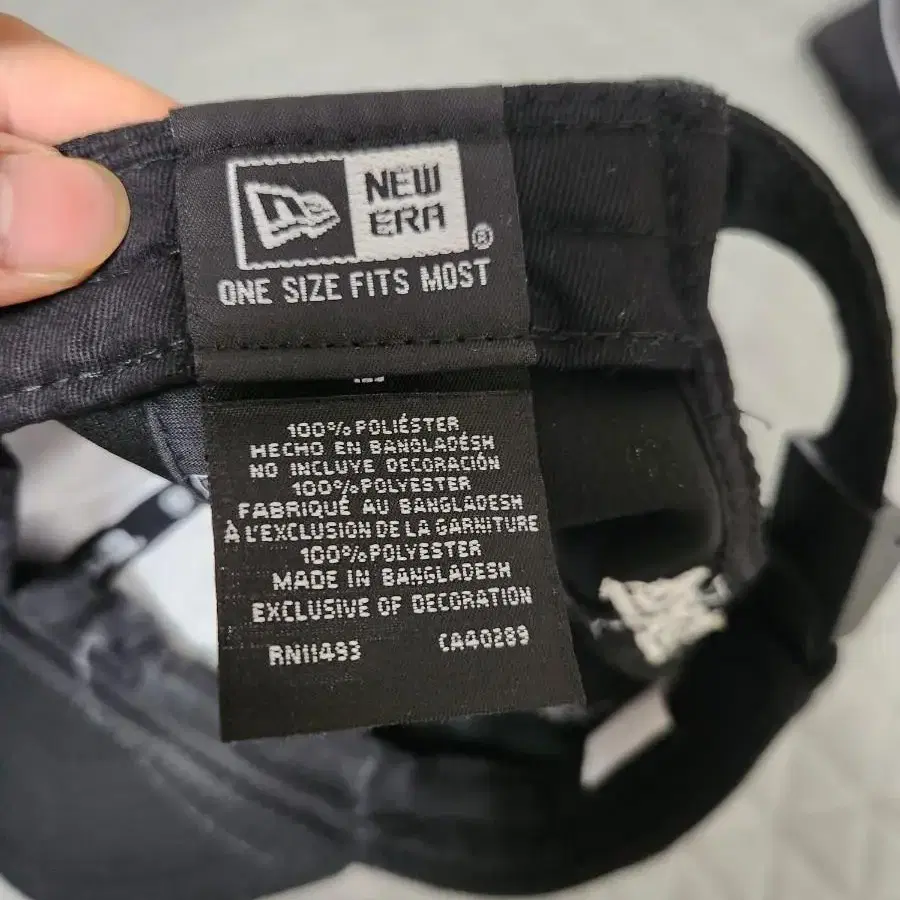 NEW
ERA
®
ONE SIZE FITS MOST
100% POLIÉSTER
HECHO EN BANGLADÉSH
NO INCLUYE DECORACIÓN
100% POLYESTER
FABRIQUÉ AU BANGLADESH
À L'EXCLUSION DE LA GARNITURE
100% POLYESTER
MADE IN BANGLADESH
EXCLUSIVE OF DECORATION
RN11493 CA40289